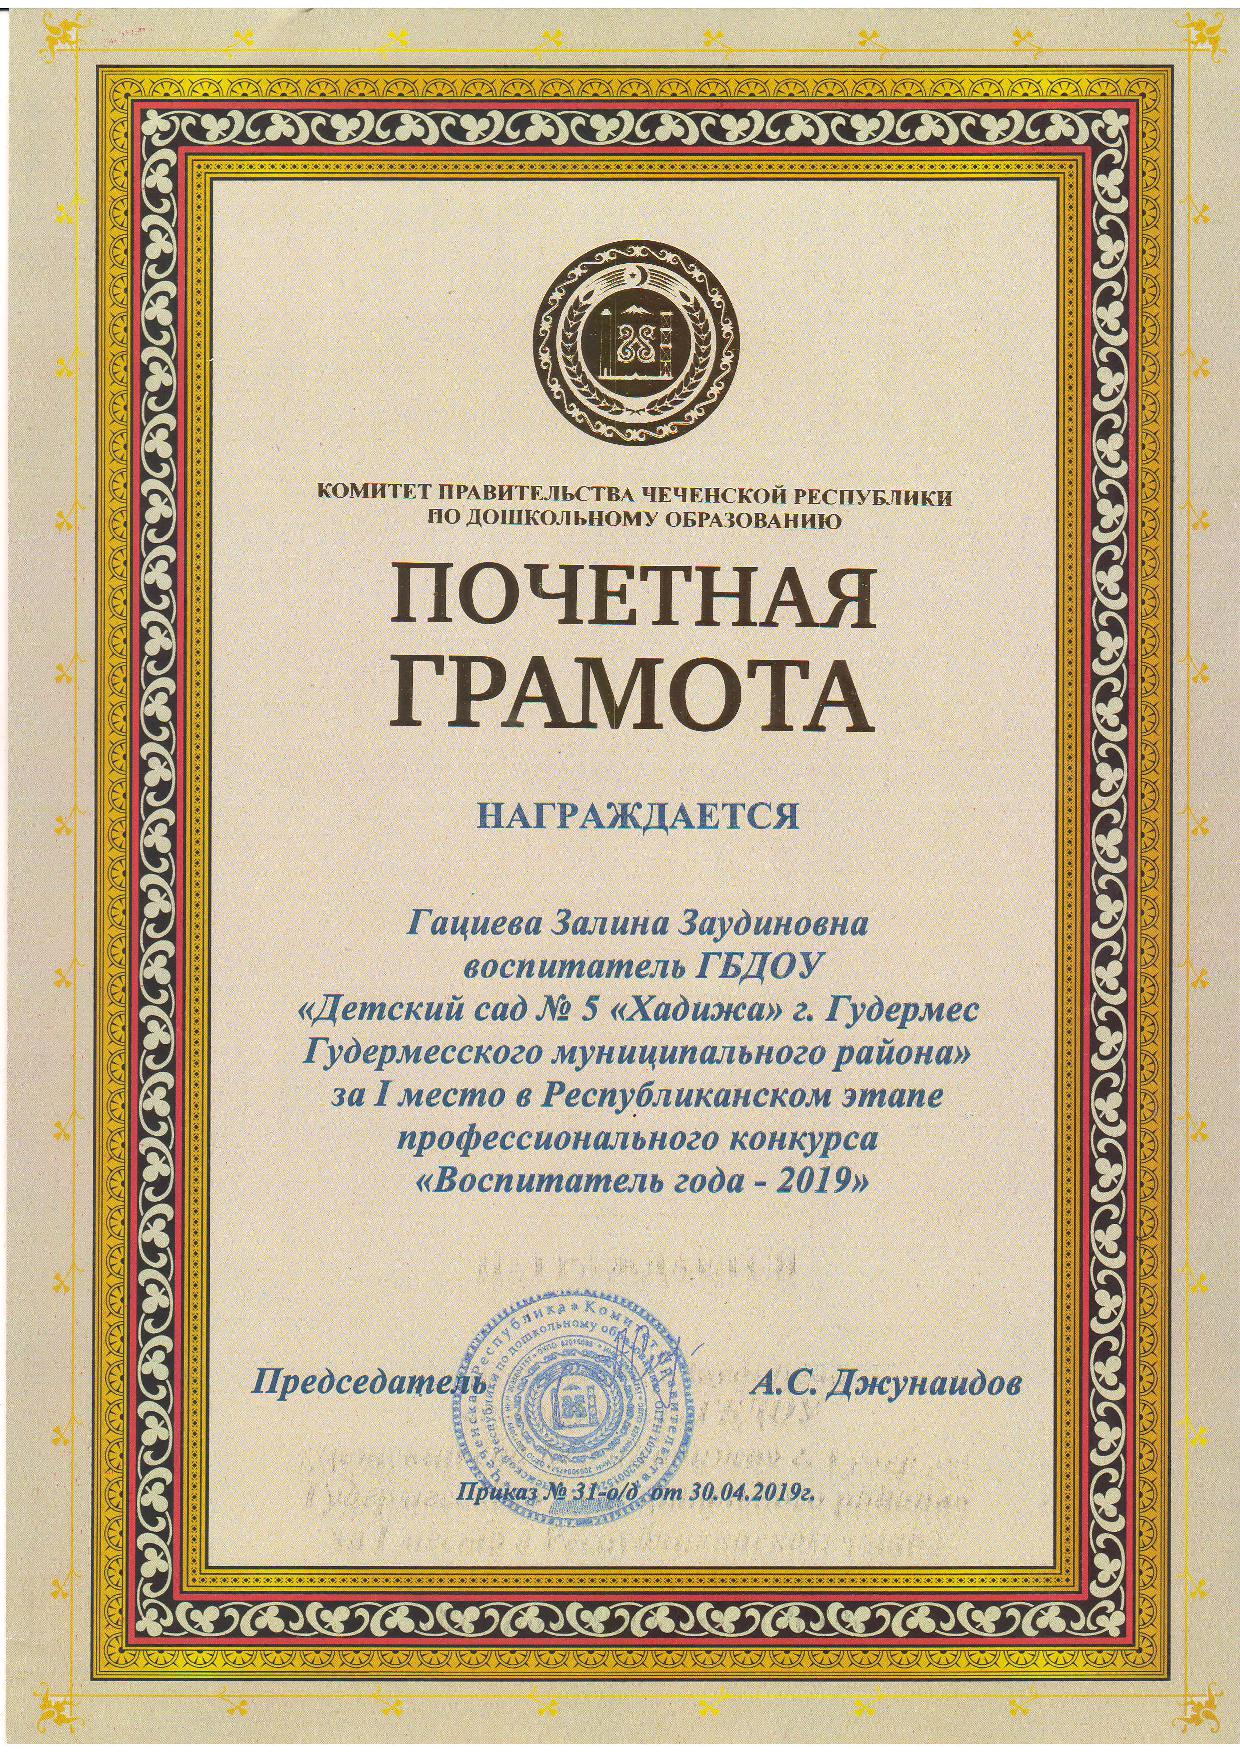 КОМИТЕТ ПРАВИТЕЛЬСТВА ЧЕЧЕНСКОЙ РЕСПУБЛИКИ
ПО ДОШКОЛЬНОМУ ОБРАЗОВАНИЮ
ПОЧЕТНАЯ
ГРАМОТА
НАГРАЖДАЕТСЯ
Гациева Залина Заудиновна
воспитатель ГБДОУ
«Детский сад № 5 «Хадижа» г. Гудермес
Гудермесского муниципального района»
за I место в Республиканском этапе
профессионального конкурса
«Воспитатель года - 2019»
Председатель
А.С. Джунаидов
Приказ № 31-о/д от 30.04.2019г.